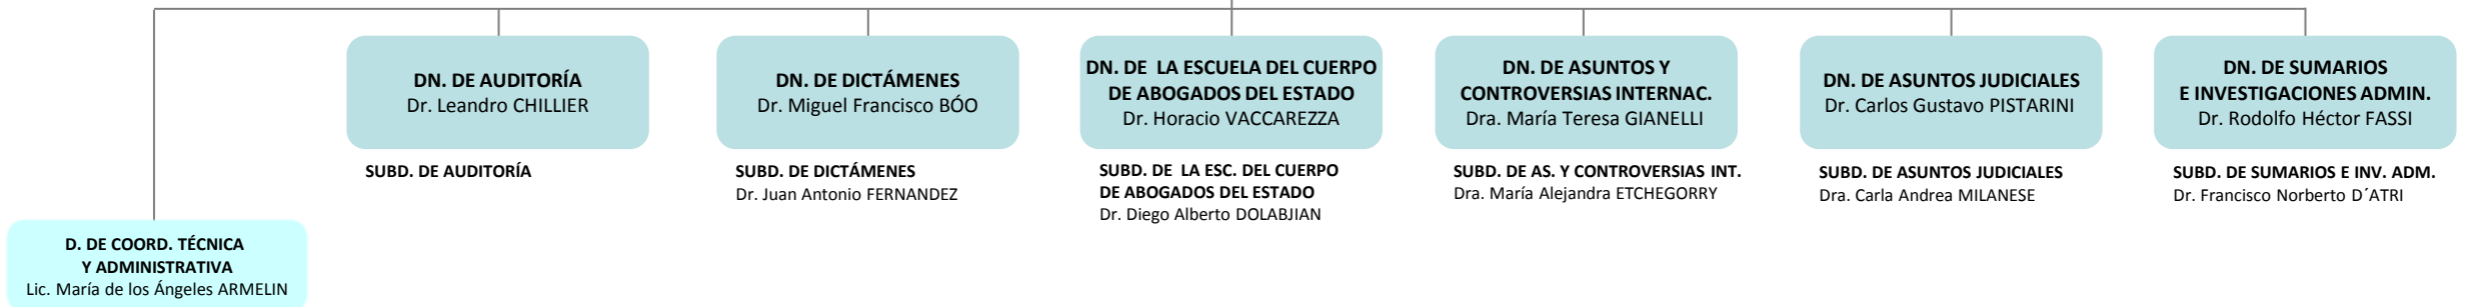 DN. DE AUDITORÍA
Dr. Leandro CHILLIER
SUBD. DE AUDITORÍA
DN. DE DICTÁMENES
Dr. Miguel Francisco BÓO
SUBD. DE DICTÁMENES
Dr. Juan Antonio FERNANDEZ
DN. DE LA ESCUELA DEL CUERPO
DE ABOGADOS DEL ESTADO
Dr. Horacio VACCAREZZA
SUBD. DE LA ESC. DEL CUERPO
DE ABOGADOS DEL ESTADO
Dr. Diego Alberto DOLABJIAN
DN. DE ASUNTOS Y
CONTROVERSIAS INTERNAC.
Dra. María Teresa GIANELLI
SUBD. DE AS. Y CONTROVERSIAS INT.
Dra. María Alejandra ETCHEGORRY
DN. DE ASUNTOS JUDICIALES
Dr. Carlos Gustavo PISTARINI
SUBD. DE ASUNTOS JUDICIALES
Dra. Carla Andrea MILANESE
DN. DE SUMARIOS
E INVESTIGACIONES ADMIN.
Dr. Rodolfo Héctor FASSI
SUBD. DE SUMARIOS E INV. ADM.
Dr. Francisco Norberto D´ATRI
D. DE COORD. TÉCNICA
Y ADMINISTRATIVA
Lic. María de los Ángeles ARMELIN